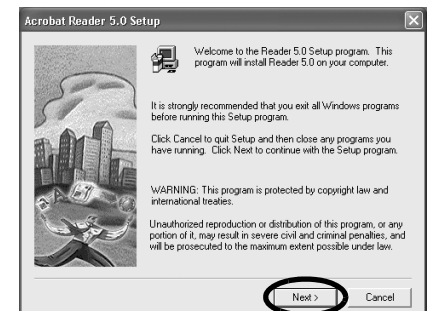 Acrobat Reader 5.0 Setup
Welcome to the Reader 5.0 Setup program. This
program will install Reader 5.0 on your computer.
It is strongly recommended that you exit all Windows programs
before running this Setup program.
Click Cancel to quit Setup and then close any programs you
have running. Click Next to continue with the Setup program.
WARNING: This program is protected by copyright law and
international treaties.
Unauthorized reproduction or distribution of this program, or any
portion of it, may result in severe civil and criminal penalties, and
will be prosecuted to the maximum extent possible under law.
Next > Cancel